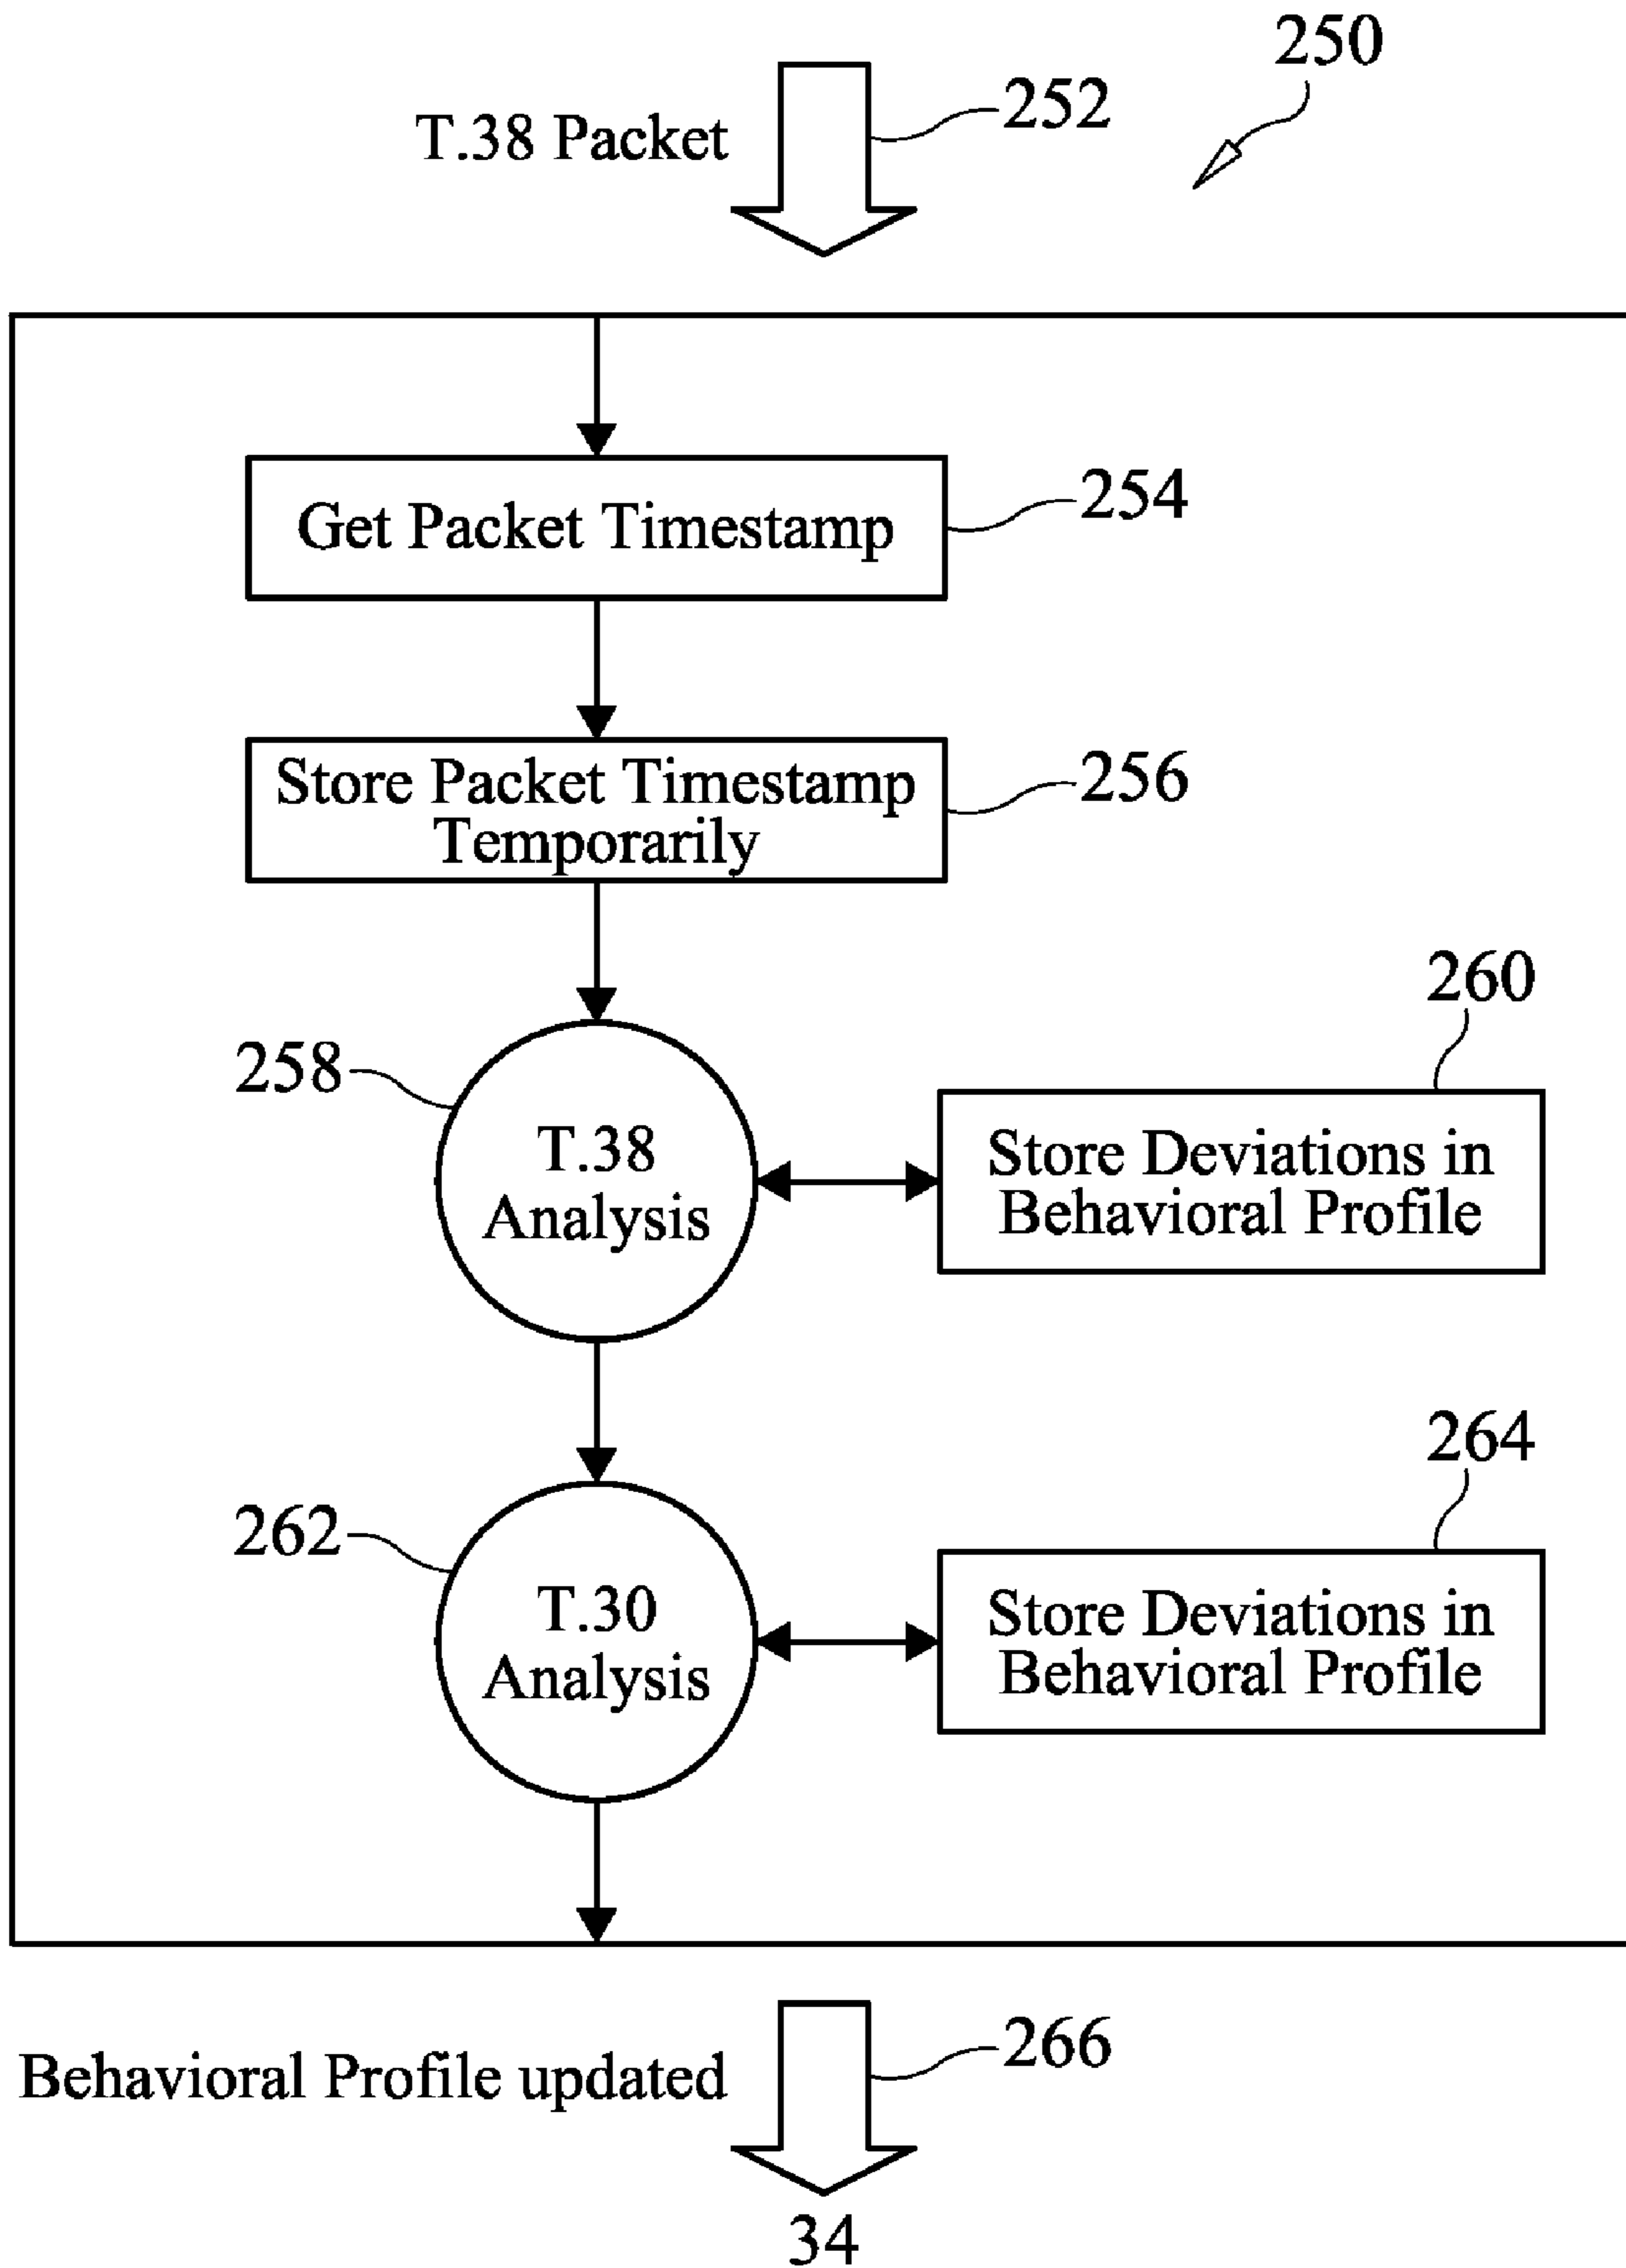 250
T.38 Packet
252
Get Packet Timestamp
254
Store Packet Timestamp
Temporarily
256
258
T.38
Analysis
260
Store Deviations in
Behavioral Profile
262
T.30
Analysis
264
Store Deviations in
Behavioral Profile
Behavioral Profile updated
266
34